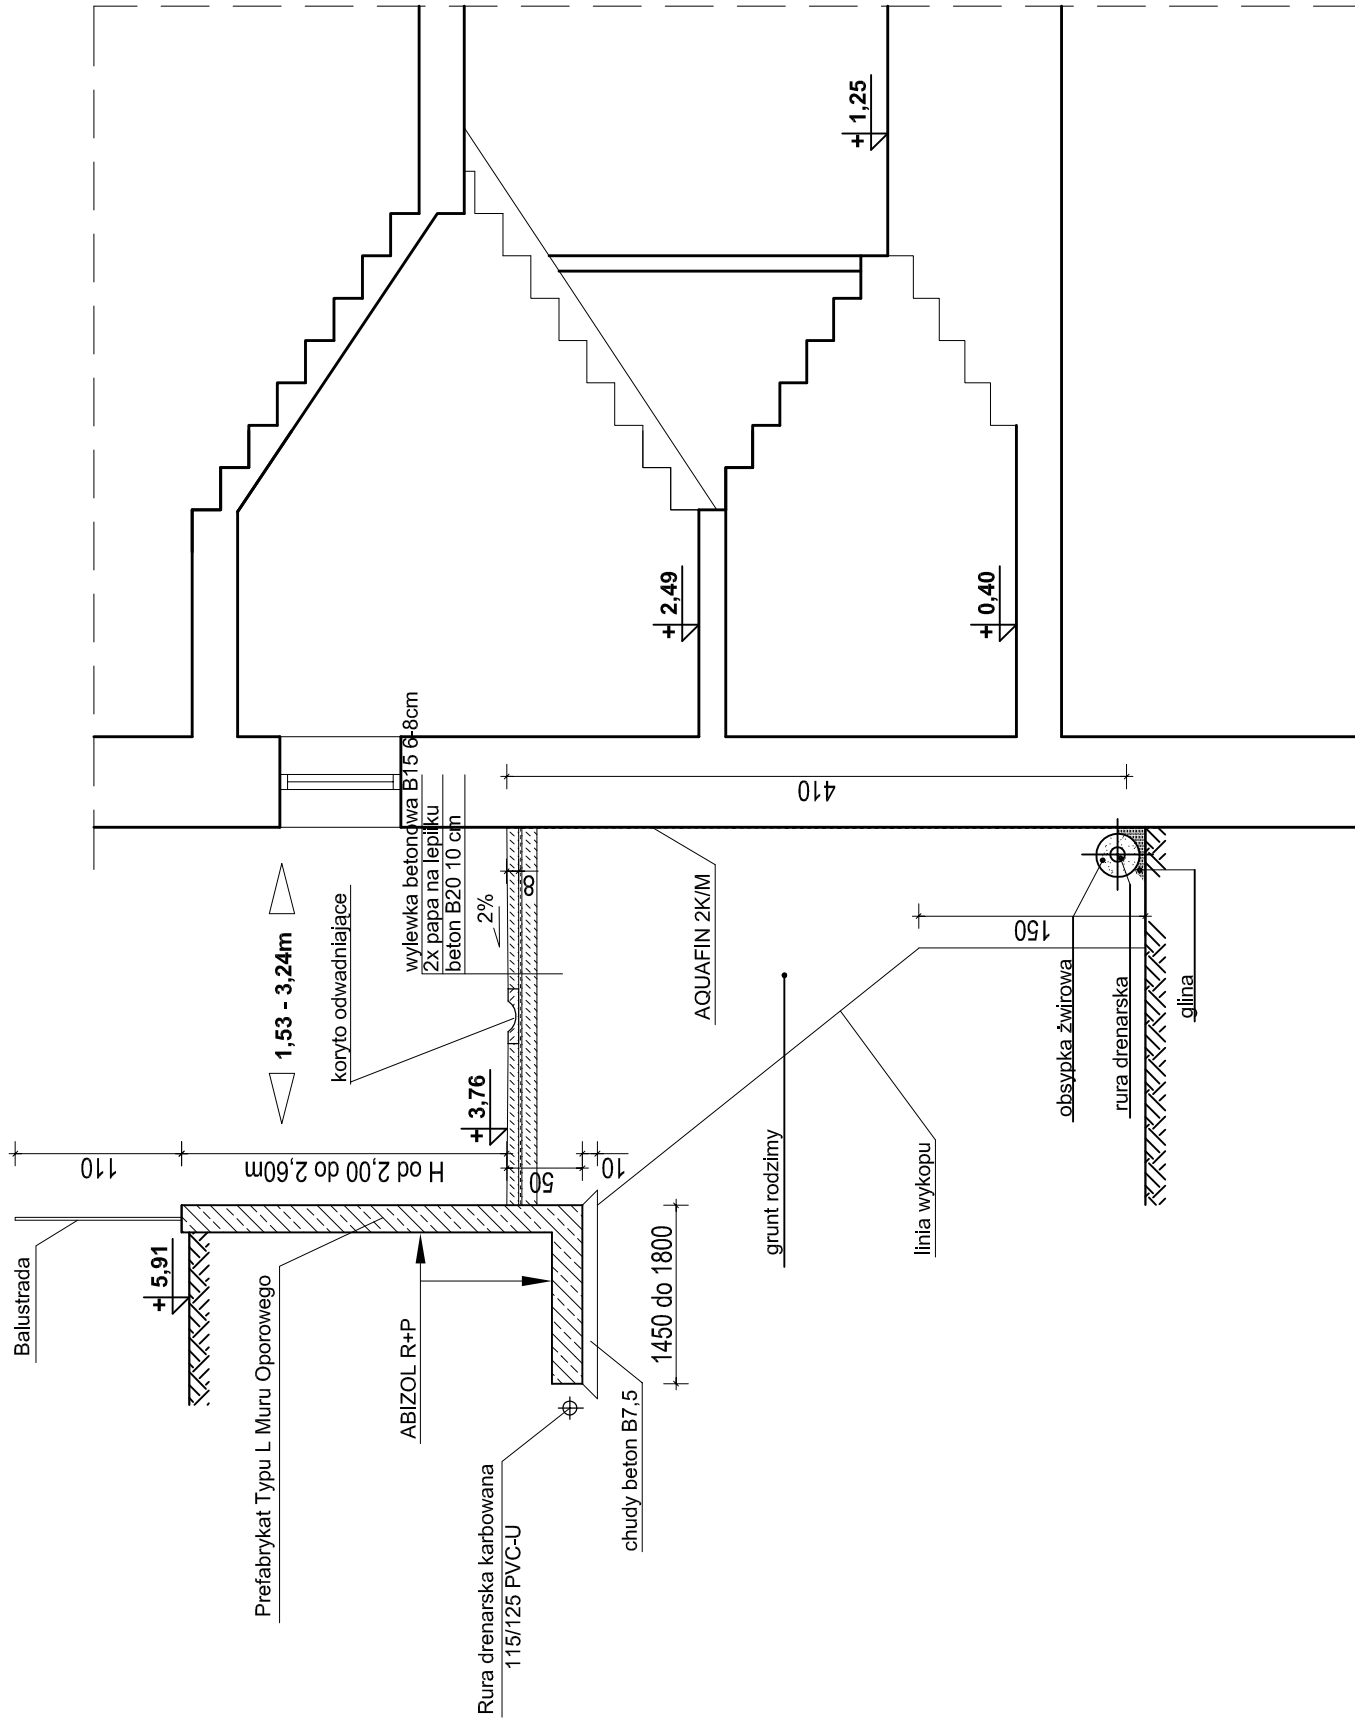 Balustrada
+ 5,91
Prefabrykat Typu L Muru Oporowego
ABIZOL R+P
Rura drenarska karbowana
115/125 PVC-U
chudy beton B7,5
1450 do 1800
110
H od 2,00 do 2,60m
50
10
1,53 - 3,24m
koryto odwadniające
+ 3,76
wylewka betonowa B15 6-8cm
2x papa na lepiku
beton B20 10 cm
2%
8
AQUAFIN 2K/M
grunt rodzimy
linia wykopu
410
150
obsypka żwirowa
rura drenarska
glina
+ 2,49
+ 0,40
+ 1,25